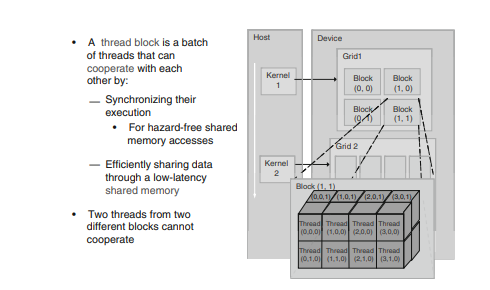 • A thread block is a batch
of threads that can
cooperate with each
other by:
— Synchronizing their
execution
• For hazard-free shared
memory accesses
— Efficiently sharing data
through a low-latency
shared memory
• Two threads from two
different blocks cannot
cooperate
Host
Device
Grid1
Kernel
1
Block
(0, 0)
Block
(1, 0)
Block
(0, 1)
Block
(1, 1)
Grid 2
Kernel
2
Block (1, 1)
(0,0,1) (1,0,1) (2,0,1) (3,0,1)
Thread
(0,0,0)
Thread
(1,0,0)
Thread
(2,0,0)
Thread
(3,0,0)
Thread
(0,1,0)
Thread
(1,1,0)
Thread
(2,1,0)
Thread
(3,1,0)